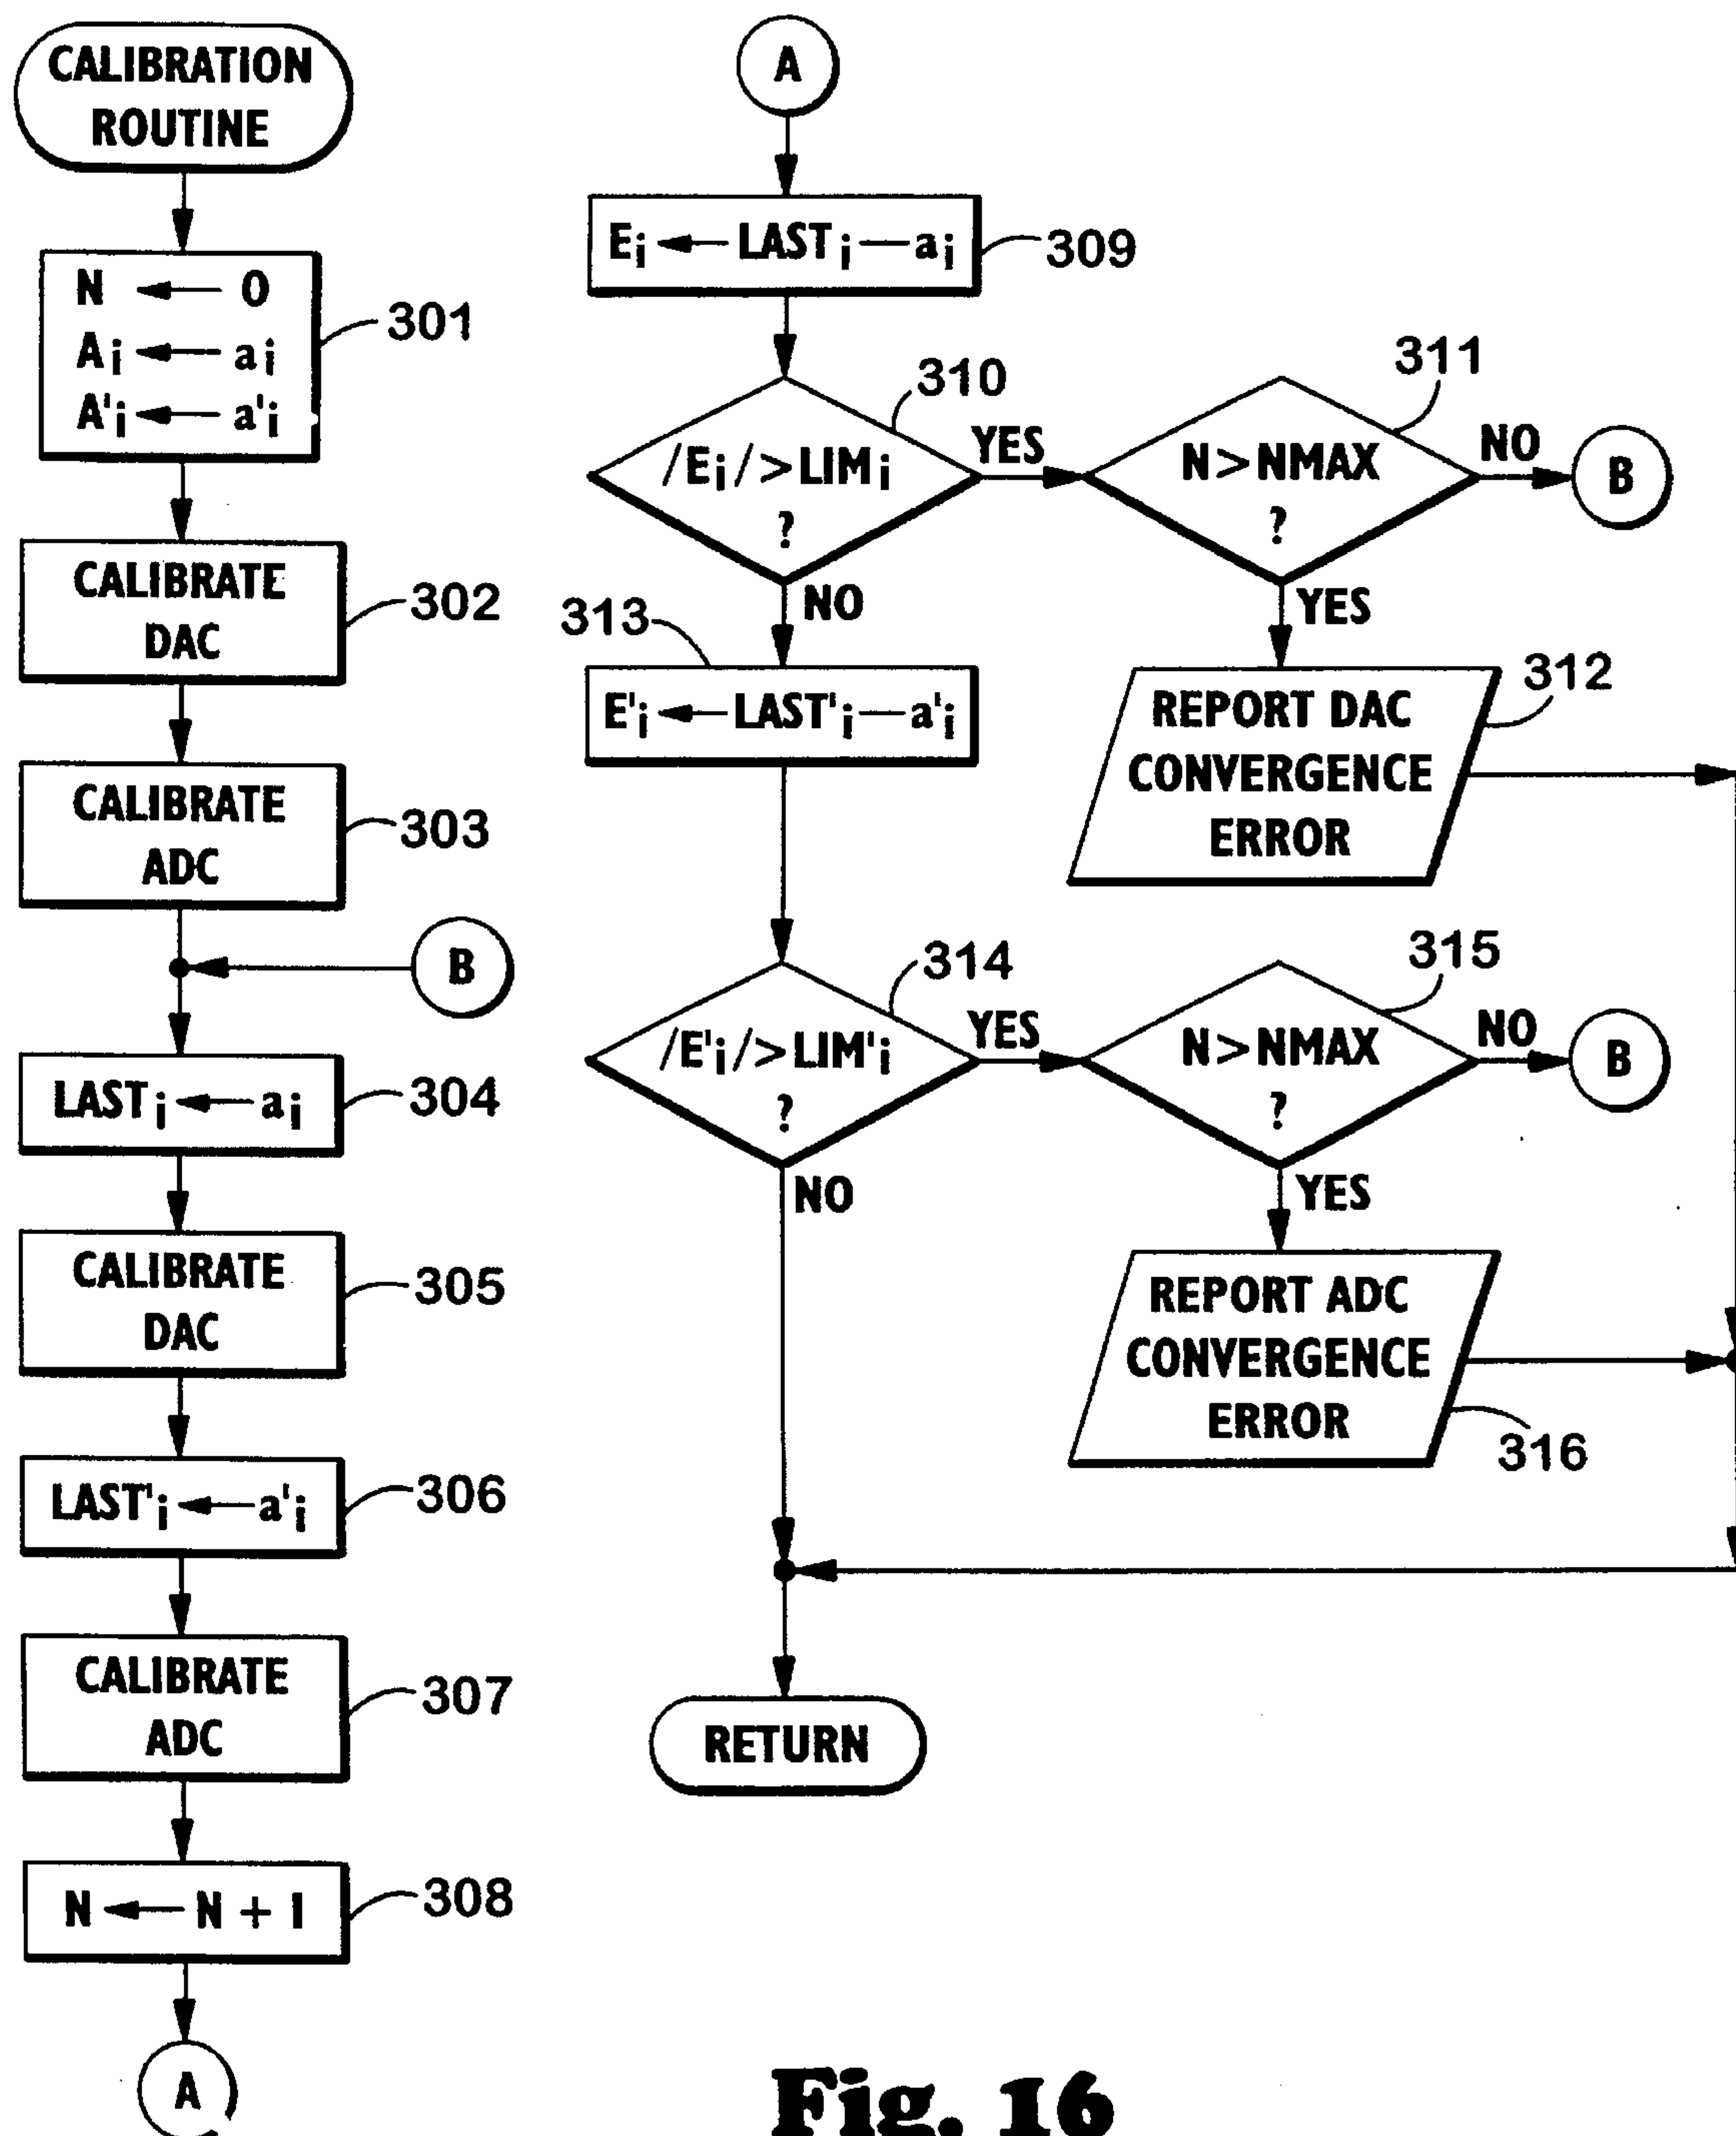 CALIBRATION
ROUTINE
N ← 0
Ai ← ai
A'i ← a'i
301
CALIBRATE
DAC
302
CALIBRATE
ADC
303
B
LASTi ← ai
304
CALIBRATE
DAC
305
LAST'i ← a'i
306
CALIBRATE
ADC
307
N ← N + 1
308
A
A
Ei ← LASTi — ai
309
310
/Ei/>LIMi
?
YES
NO
311
N>NMAX
?
NO
B
YES
312
REPORT DAC
CONVERGENCE
ERROR
313
E'i ← LAST'i — a'i
314
/E'i/>LIM'i
?
YES
NO
315
N>NMAX
?
NO
B
YES
REPORT ADC
CONVERGENCE
ERROR
316
RETURN
Fig. 16